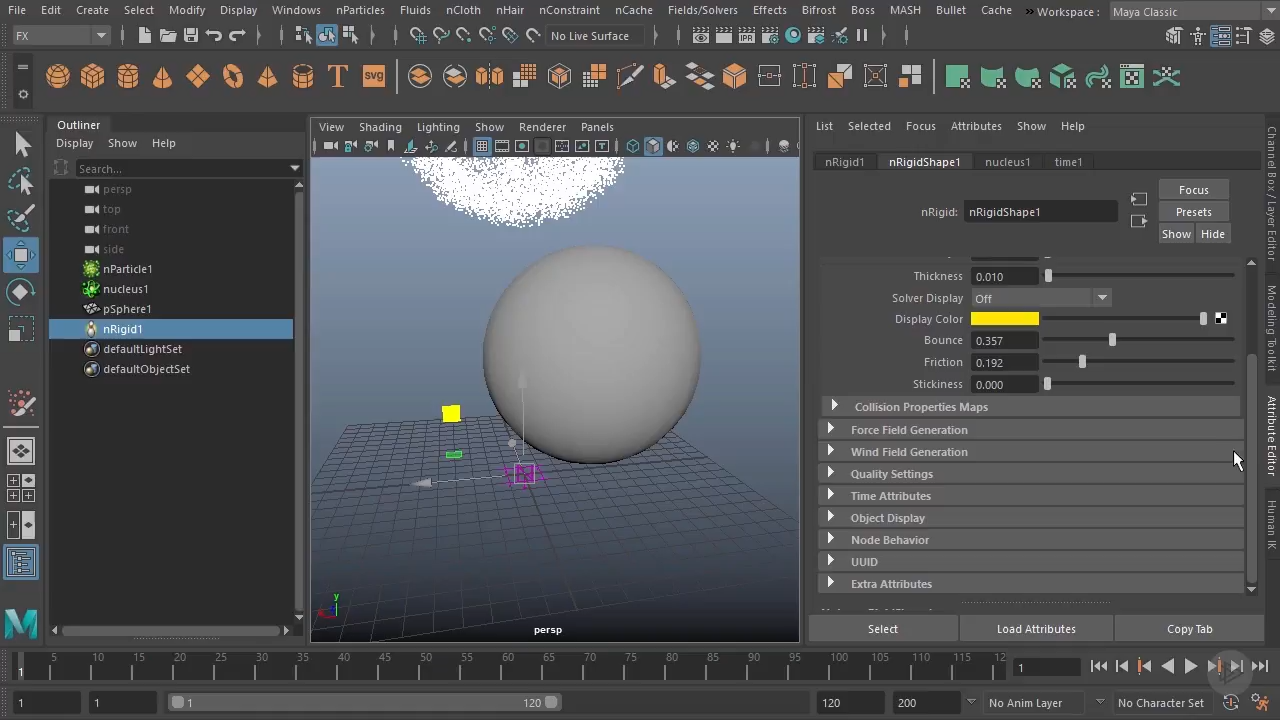 File Edit Create Select Modify Display Windows nParticles Fluids nCloth nHair nConstraint nCache Fields/Solvers Effects Bifrost Boss MASH Bullet Cache » Workspace : Maya Classic
FX No Live Surface IPR
T svg
Outliner
Display Show Help
Search...
persp
top
front
side
nParticle1
nucleus1
pSphere1
nRigid1
defaultLightSet
defaultObjectSet
View Shading Lighting Show Renderer Panels
y
persp
List Selected Focus Attributes Show Help
nRigid1 nRigidShape1 nucleus1 time1
nRigid: nRigidShape1
Focus
Presets
Show Hide
Thickness 0.010
Solver Display Off
Display Color
Bounce 0.357
Friction 0.192
Stickiness 0.000
Collision Properties Maps
Force Field Generation
Wind Field Generation
Quality Settings
Time Attributes
Object Display
Node Behavior
UUID
Extra Attributes
Select Load Attributes Copy Tab
Channel Box / Layer Editor
Modeling Toolkit
Attribute Editor
Human IK
5 10 15 20 25 30 35 40 45 50 55 60 65 70 75 80 85 90 95 100 105 110 115 12
1 1
1 1 1 120 120 200 No Anim Layer No Character Set